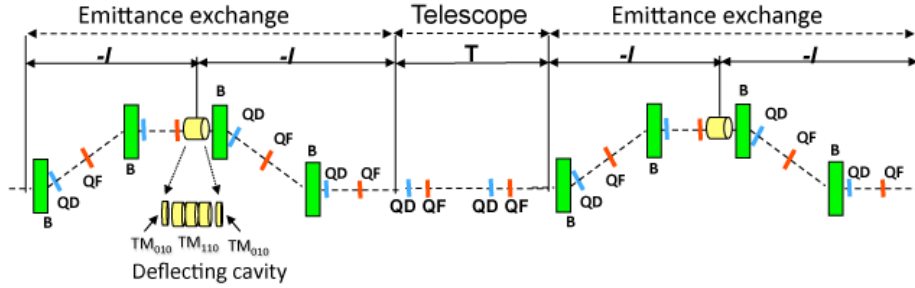 Emittance exchange Telescope Emittance exchange
-I -I T -I -I
B QD B QD
QF B QF B
B QD QF B QD QF
QF QD QF QD QF QF
QD B QD B
B B
TM010 TM110 TM010
Deflecting cavity